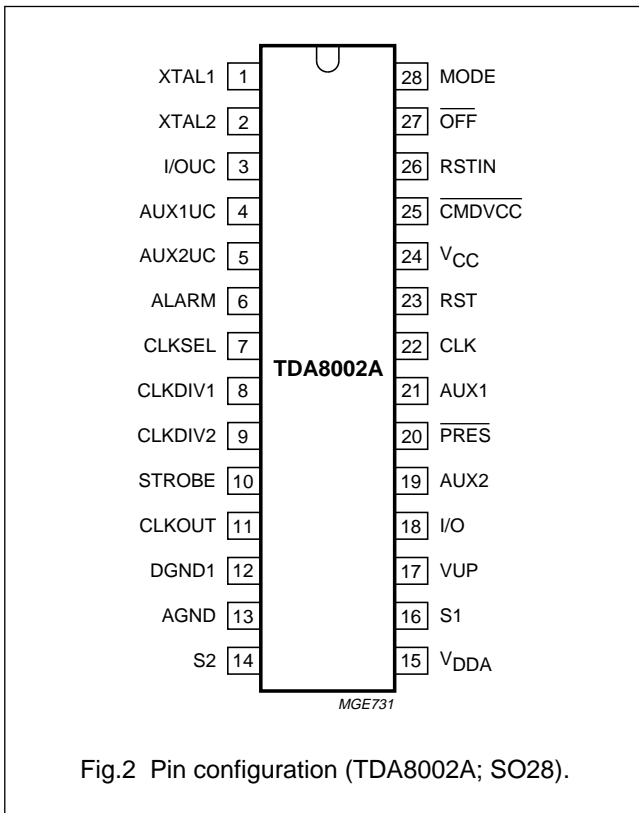 XTAL1 1 28 MODE
XTAL2 2 27 O̅F̅F̅
I/OUC 3 26 RSTIN
AUX1UC 4 25 C̅M̅D̅V̅C̅C̅
AUX2UC 5 24 VCC
ALARM 6 23 RST
CLKSEL 7 22 CLK
TDA8002A
CLKDIV1 8 21 AUX1
CLKDIV2 9 20 P̅R̅E̅S̅
STROBE 10 19 AUX2
CLKOUT 11 18 I/O
DGND1 12 17 VUP
AGND 13 16 S1
S2 14 15 VDDA
MGE731
Fig.2 Pin configuration (TDA8002A; SO28).